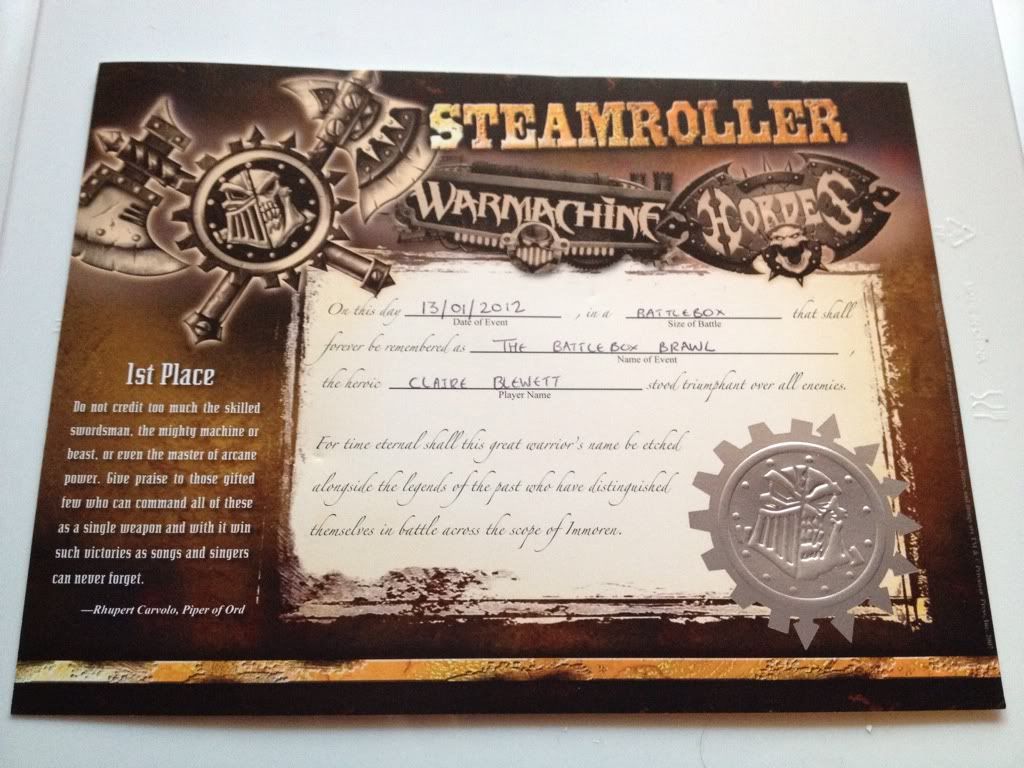 STEAMROLLER
WARMACHINE
HORDES
On this day 13/01/2012, in a BATTLEBOX that shall
Date of Event
Size of Battle
forever be remembered as THE BATTLEBOX BRAWL,
Name of Event
the heroic CLAIRE BLEWETT stood triumphant over all enemies.
Player Name
For time eternal shall this great warrior's name be etched
alongside the legends of the past who have distinguished
themselves in battle across the scope of Immoren.
1st Place
Do not credit too much the skilled
swordsman, the mighty machine or
beast, or even the master of arcane
power. Give praise to those gifted
few who can command all of these
as a single weapon and with it win
such victories as songs and singers
can never forget.
—Rhupert Carvolo, Piper of Ord